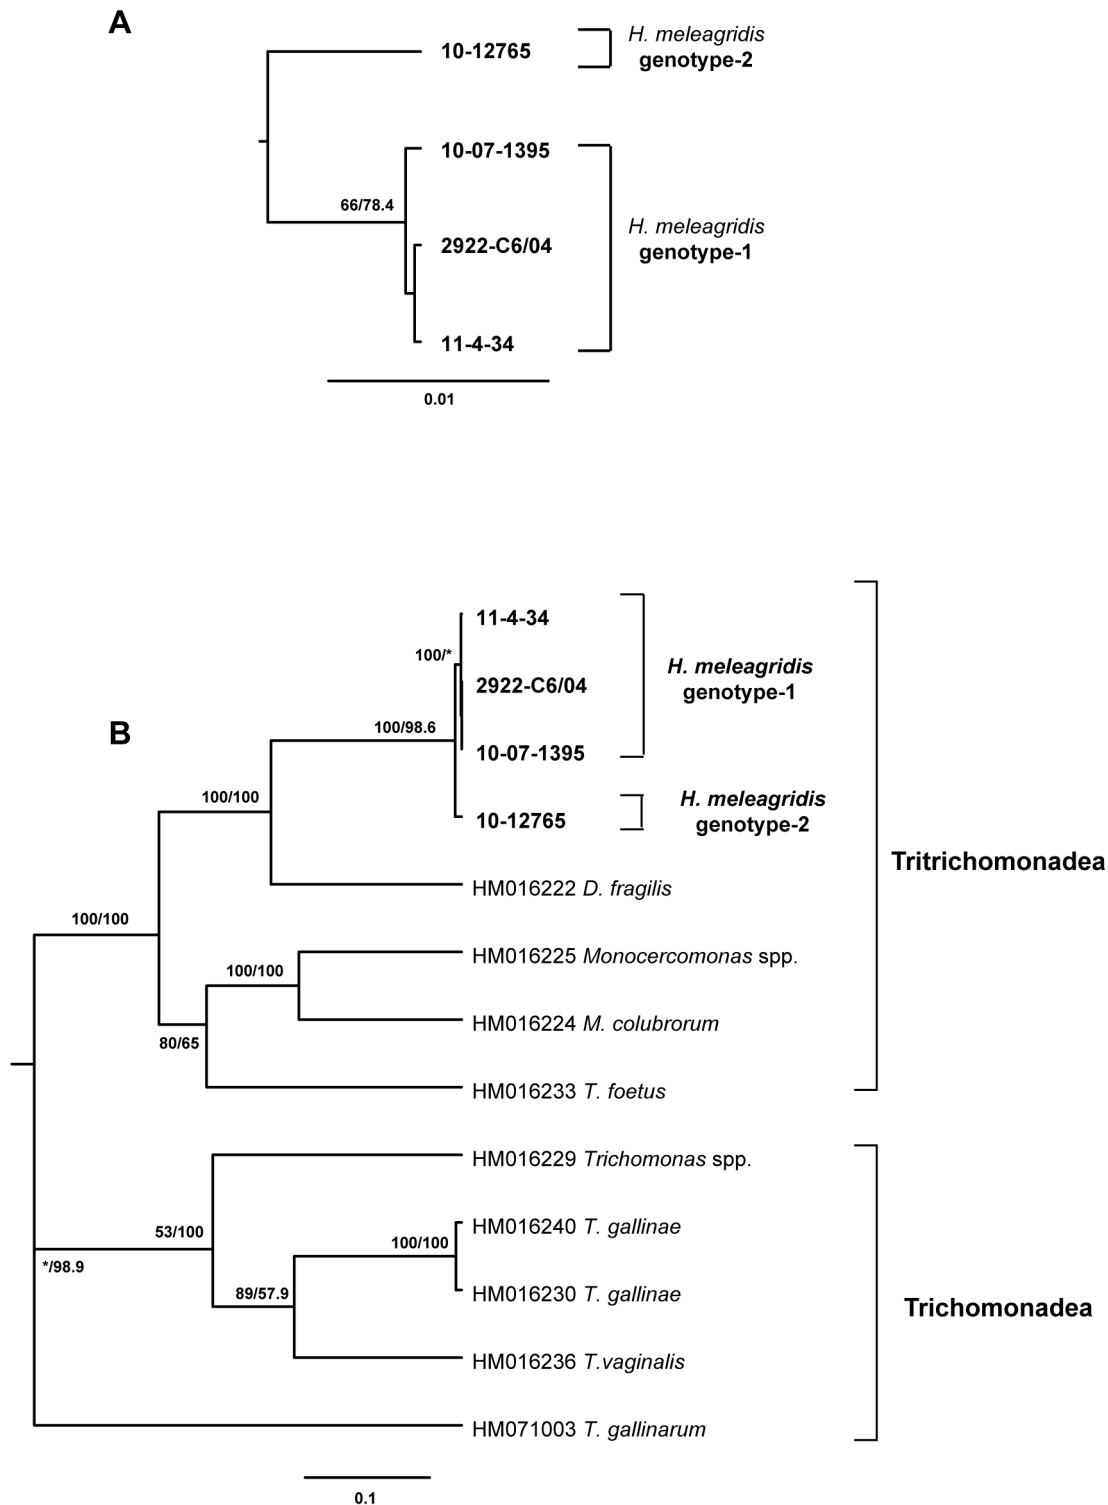 A
10-12765
H. meleagridis
genotype-2
10-07-1395
66/78.4
2922-C6/04
H. meleagridis
genotype-1
11-4-34
0.01
B
11-4-34
100/*
2922-C6/04
H. meleagridis
genotype-1
100/98.6
10-07-1395
100/100
10-12765
H. meleagridis
genotype-2
Tritrichomonadea
HM016222 D. fragilis
100/100
HM016225 Monocercomonas spp.
100/100
HM016224 M. colubrorum
80/65
HM016233 T. foetus
HM016229 Trichomonas spp.
53/100
HM016240 T. gallinae
100/100
*/98.9
89/57.9
HM016230 T. gallinae
Trichomonadea
HM016236 T.vaginalis
HM071003 T. gallinarum
0.1